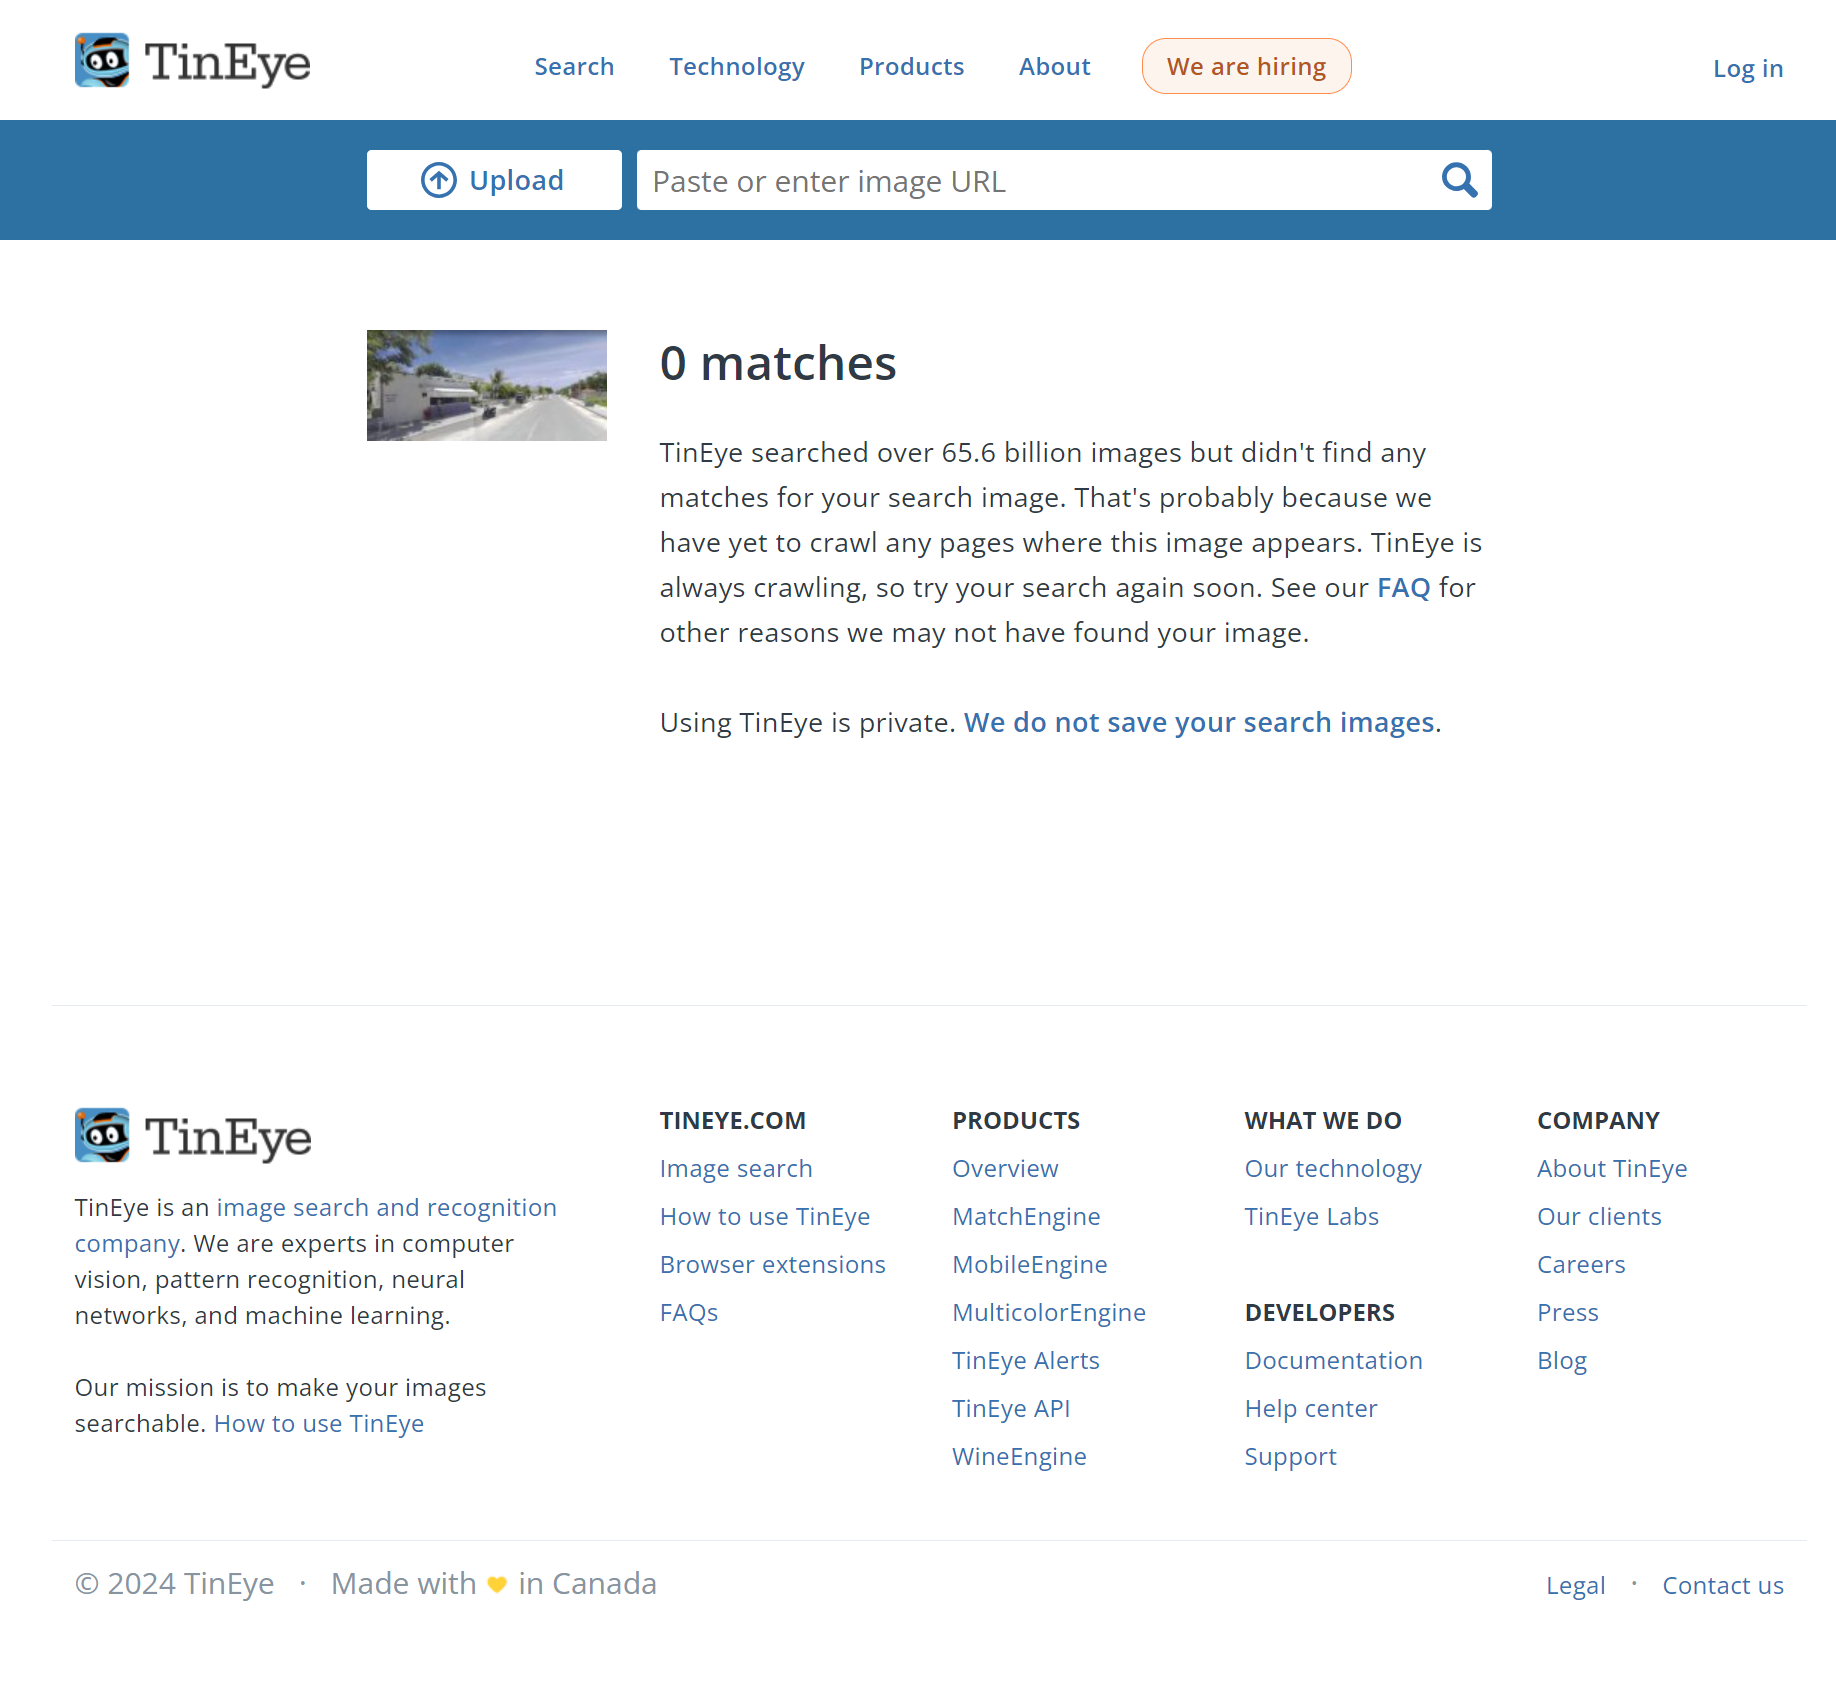 TinEye
Search
Technology
Products
About
We are hiring
Log in
Upload
Paste or enter image URL
0 matches
TinEye searched over 65.6 billion images but didn't find any
matches for your search image. That's probably because we
have yet to crawl any pages where this image appears. TinEye is
always crawling, so try your search again soon. See our FAQ for
other reasons we may not have found your image.
Using TinEye is private. We do not save your search images.
TinEye
TinEye is an image search and recognition
company. We are experts in computer
vision, pattern recognition, neural
networks, and machine learning.
Our mission is to make your images
searchable. How to use TinEye
TINEYE.COM
Image search
How to use TinEye
Browser extensions
FAQs
PRODUCTS
Overview
MatchEngine
MobileEngine
MulticolorEngine
TinEye Alerts
TinEye API
WineEngine
WHAT WE DO
Our technology
TinEye Labs
DEVELOPERS
Documentation
Help center
Support
COMPANY
About TinEye
Our clients
Careers
Press
Blog
© 2024 TinEye · Made with 💛 in Canada
Legal · Contact us